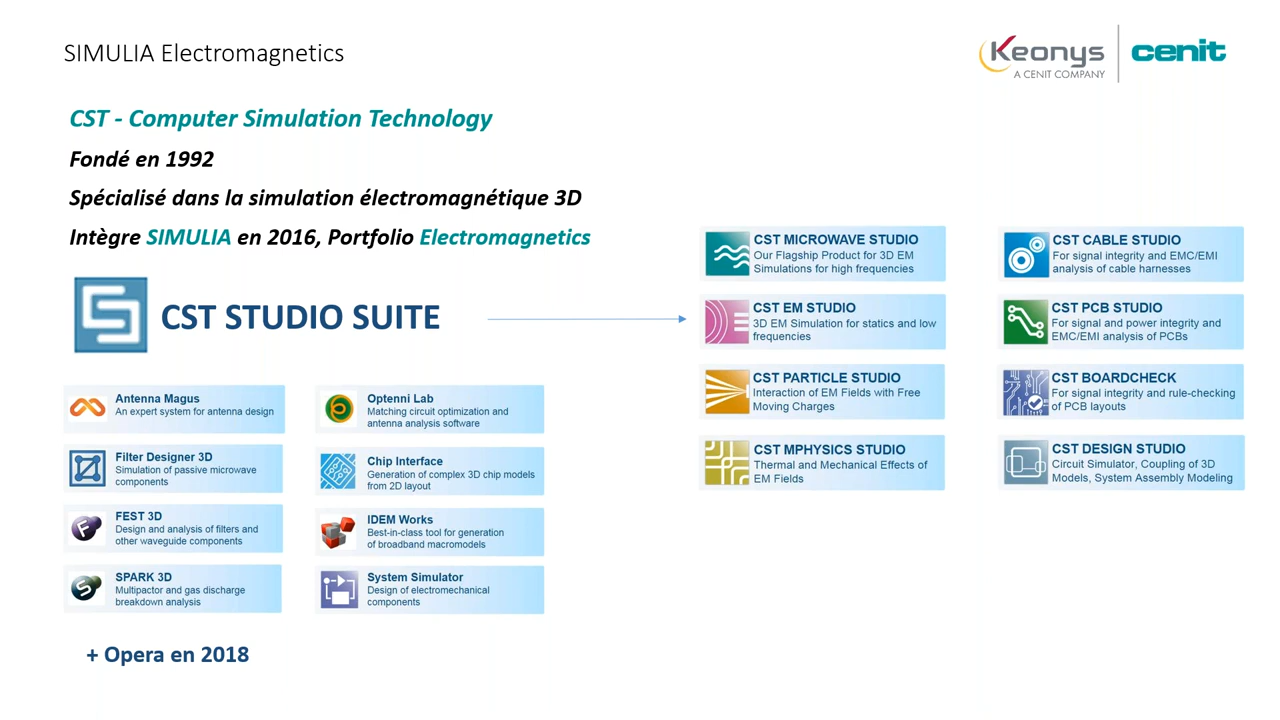 SIMULIA Electromagnetics
Keonys
A CENIT COMPANY
cenit
CST - Computer Simulation Technology
Fondé en 1992
Spécialisé dans la simulation électromagnétique 3D
Intègre SIMULIA en 2016, Portfolio Electromagnetics
CST STUDIO SUITE
Antenna Magus
An expert system for antenna design
Filter Designer 3D
Simulation of passive microwave
components
FEST 3D
Design and analysis of filters and
other waveguide components
SPARK 3D
Multipactor and gas discharge
breakdown analysis
Optenni Lab
Matching circuit optimization and
antenna analysis software
Chip Interface
Generation of complex 3D chip models
from 2D layout
IDEM Works
Best-in-class tool for generation
of broadband macromodels
System Simulator
Design of electromechanical
components
+ Opera en 2018
CST MICROWAVE STUDIO
Our Flagship Product for 3D EM
Simulations for high frequencies
CST EM STUDIO
3D EM Simulation for statics and low
frequencies
CST PARTICLE STUDIO
Interaction of EM Fields with Free
Moving Charges
CST MPHYSICS STUDIO
Thermal and Mechanical Effects of
EM Fields
CST CABLE STUDIO
For signal integrity and EMC/EMI
analysis of cable harnesses
CST PCB STUDIO
For signal and power integrity and
EMC/EMI analysis of PCBs
CST BOARDCHECK
For signal integrity and rule-checking
of PCB layouts
CST DESIGN STUDIO
Circuit Simulator, Coupling of 3D
Models, System Assembly Modeling